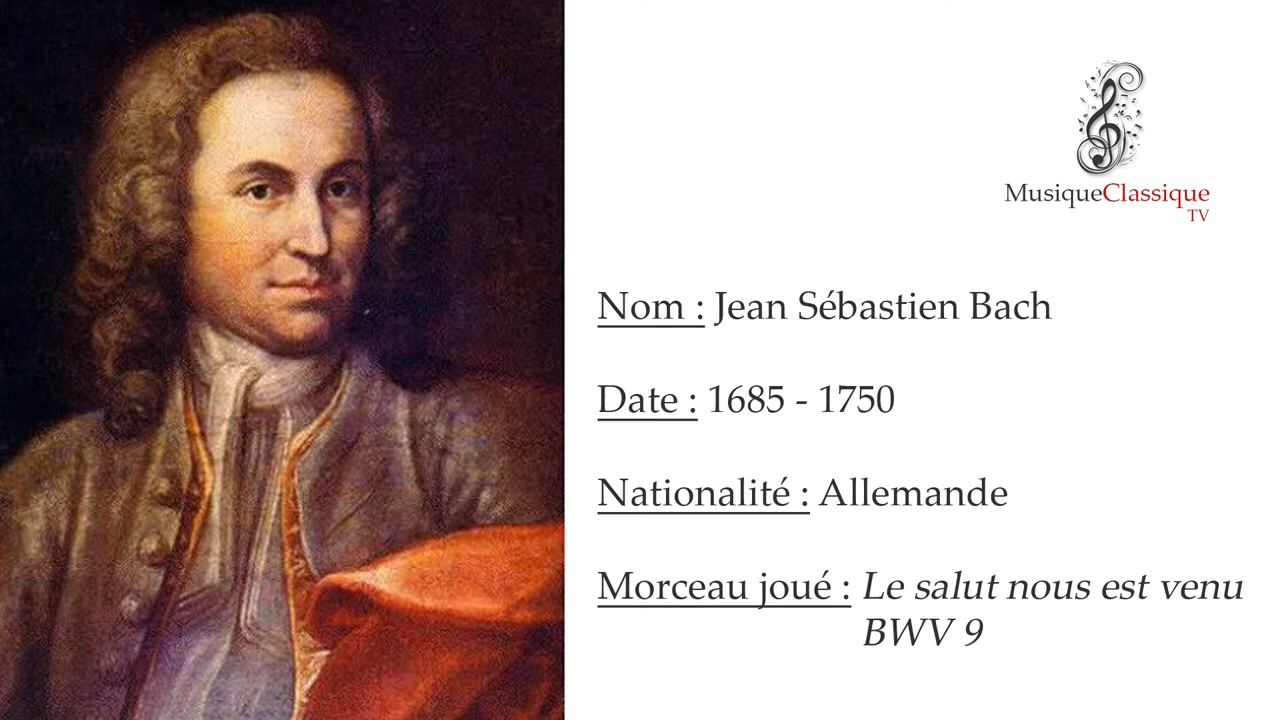 MusiqueClassique
TV
Nom : Jean Sébastien Bach
Date : 1685 - 1750
Nationalité : Allemande
Morceau joué : Le salut nous est venu
BWV 9